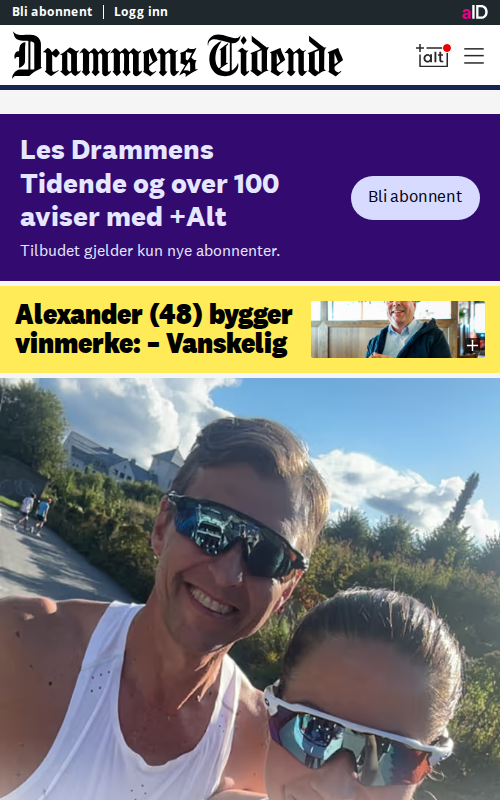 Bli abonnent | Logg inn
aID
Drammens Tidende
+alt
Les Drammens
Tidende og over 100
aviser med +Alt
Bli abonnent
Tilbudet gjelder kun nye abonnenter.
Alexander (48) bygger
vinmerke: – Vanskelig